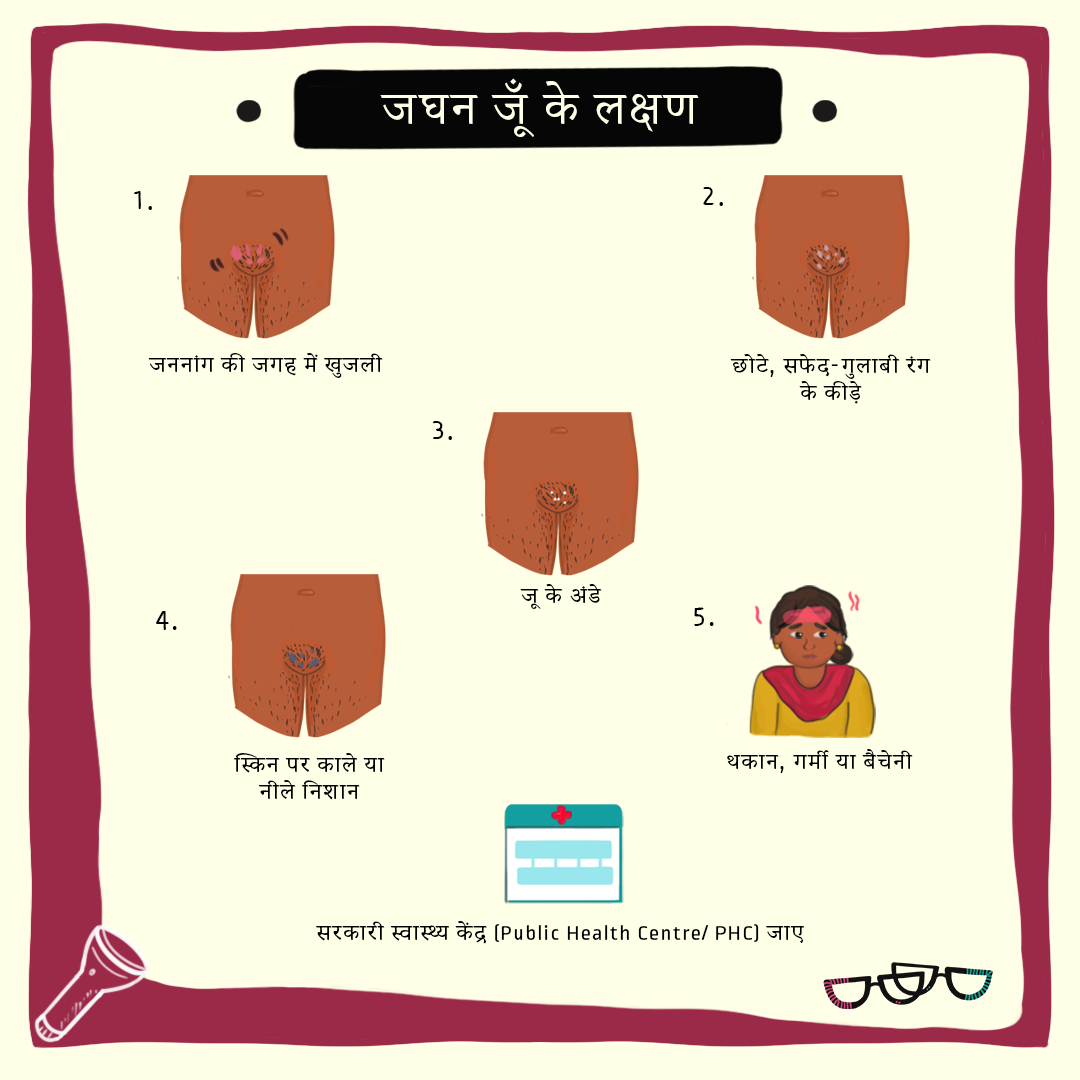 जघन जूँ के लक्षण
1.
जननांग की जगह में खुजली
2.
छोटे, सफेद-गुलाबी रंग
के कीड़े
3.
जू के अंडे
4.
स्किन पर काले या
नीले निशान
5.
थकान, गर्मी या बैचेनी
सरकारी स्वास्थ्य केंद्र (Public Health Centre/ PHC) जाए